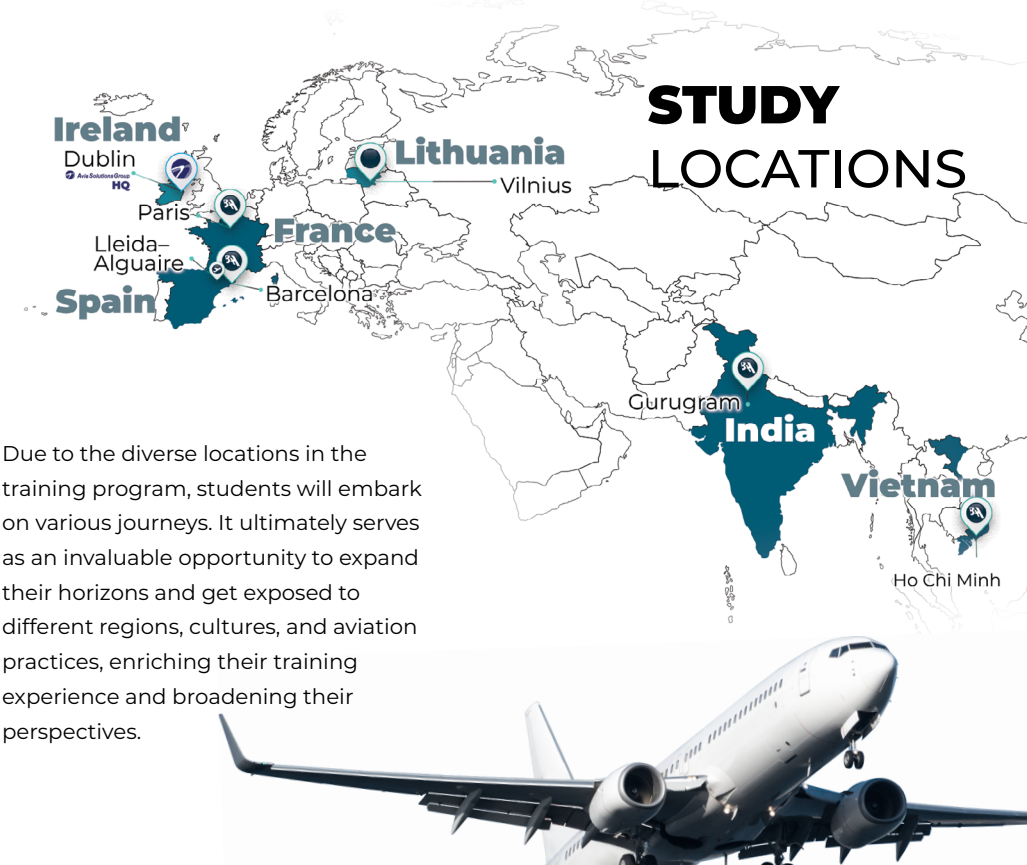 STUDY
LOCATIONS
Ireland
Dublin
Avia Solutions Group
HQ
Lithuania
Vilnius
Paris
France
Lleida–
Alguaire
Spain
Barcelona
Gurugram
India
Vietnam
Ho Chi Minh
Due to the diverse locations in the
training program, students will embark
on various journeys. It ultimately serves
as an invaluable opportunity to expand
their horizons and get exposed to
different regions, cultures, and aviation
practices, enriching their training
experience and broadening their
perspectives.